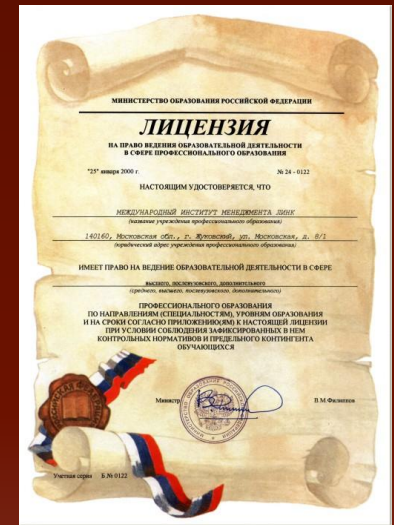 МИНИСТЕРСТВО ОБРАЗОВАНИЯ РОССИЙСКОЙ ФЕДЕРАЦИИ
ЛИЦЕНЗИЯ
НА ПРАВО ВЕДЕНИЯ ОБРАЗОВАТЕЛЬНОЙ ДЕЯТЕЛЬНОСТИ
В СФЕРЕ ПРОФЕССИОНАЛЬНОГО ОБРАЗОВАНИЯ
"25" января 2000 г. № 24 - 0122
НАСТОЯЩИМ УДОСТОВЕРЯЕТСЯ, ЧТО
МЕЖДУНАРОДНЫЙ ИНСТИТУТ МЕНЕДЖМЕНТА ЛИНК
(название учреждения профессионального образования)
140160, Московская обл., г. Жуковский, ул. Московская, д. 8/1
(юридический адрес учреждения профессионального образования)
ИМЕЕТ ПРАВО НА ВЕДЕНИЕ ОБРАЗОВАТЕЛЬНОЙ ДЕЯТЕЛЬНОСТИ В СФЕРЕ
высшего, послевузовского, дополнительного
(среднего, высшего, послевузовского, дополнительного)
ПРОФЕССИОНАЛЬНОГО ОБРАЗОВАНИЯ
ПО НАПРАВЛЕНИЯМ (СПЕЦИАЛЬНОСТЯМ), УРОВНЯМ ОБРАЗОВАНИЯ
И НА СРОКИ СОГЛАСНО ПРИЛОЖЕНИЮ(ЯМ) К НАСТОЯЩЕЙ ЛИЦЕНЗИИ
ПРИ УСЛОВИИ СОБЛЮДЕНИЯ ЗАФИКСИРОВАННЫХ В НЕМ
КОНТРОЛЬНЫХ НОРМАТИВОВ И ПРЕДЕЛЬНОГО КОНТИНГЕНТА
ОБУЧАЮЩИХСЯ
Министр В.М Филиппов
Учетная серия Б.№ 0122